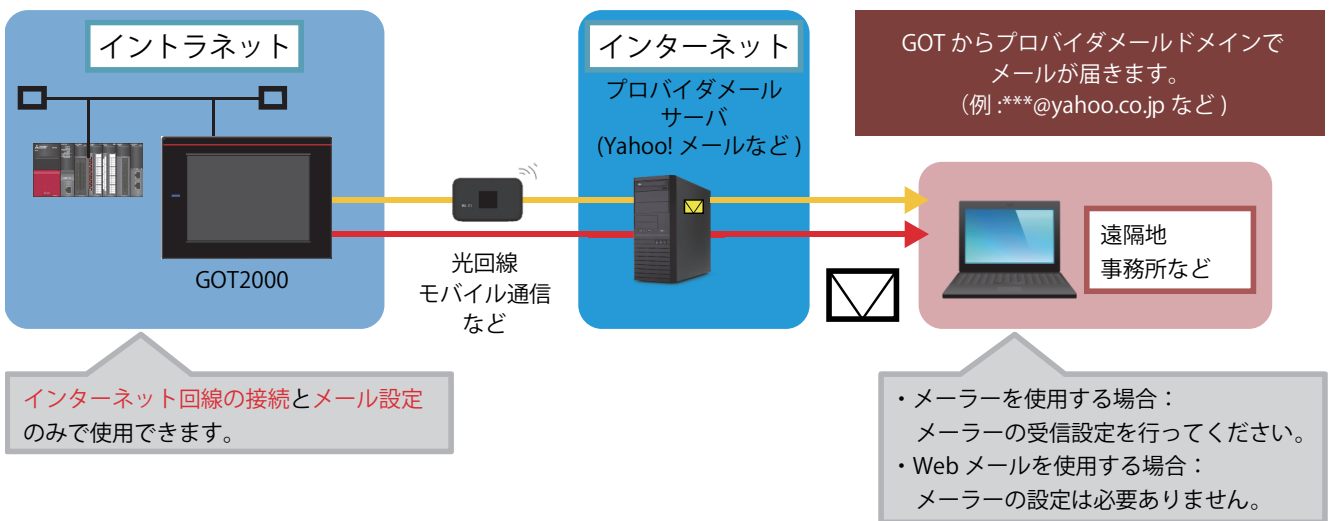 イントラネット
GOT2000
光回線
モバイル通信
など
インターネット
プロバイダメール
サーバ
(Yahoo! メールなど )
GOT からプロバイダメールドメインで
メールが届きます。
（例 :***@yahoo.co.jp など )
遠隔地
事務所など
インターネット回線の接続とメール設定
のみで使用できます。
・メーラーを使用する場合：
メーラーの受信設定を行ってください。
・Web メールを使用する場合：
メーラーの設定は必要ありません。